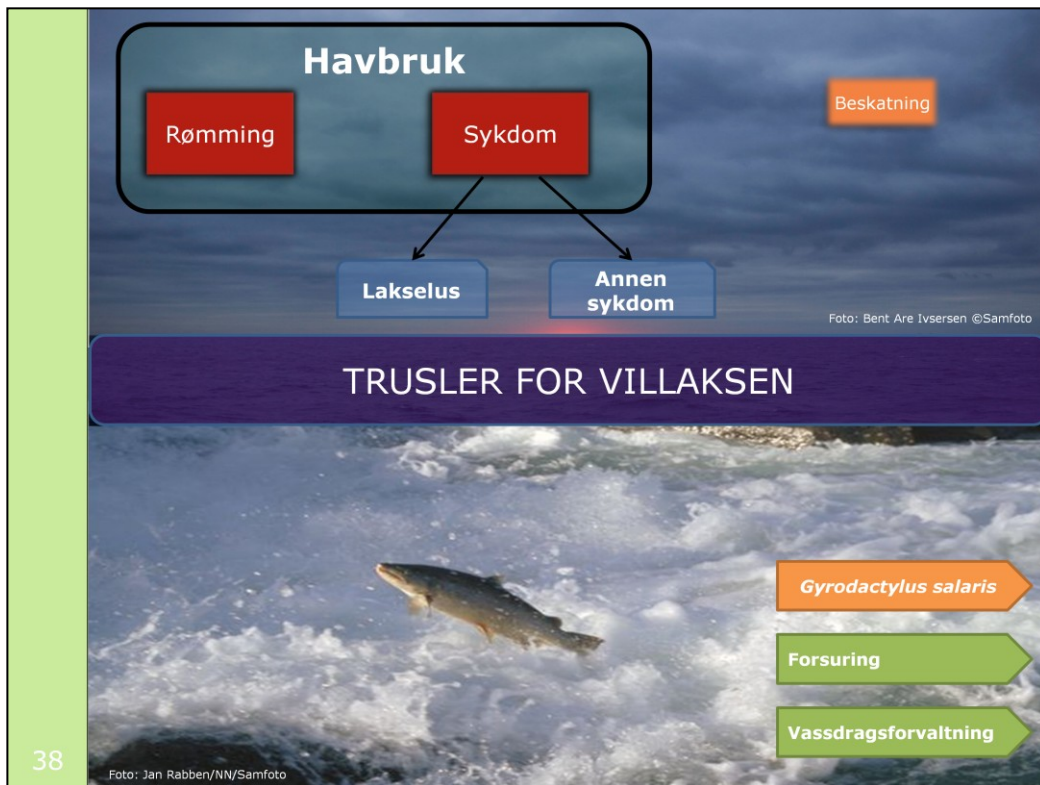 Havbruk
Rømming
Sykdom
Beskatning
Lakselus
Annen
sykdom
Foto: Bent Are Ivsersen ©Samfoto
TRUSLER FOR VILLAKSEN
Gyrodactylus salaris
Forsuring
Vassdragsforvaltning
38
Foto: Jan Rabben/NN/Samfoto